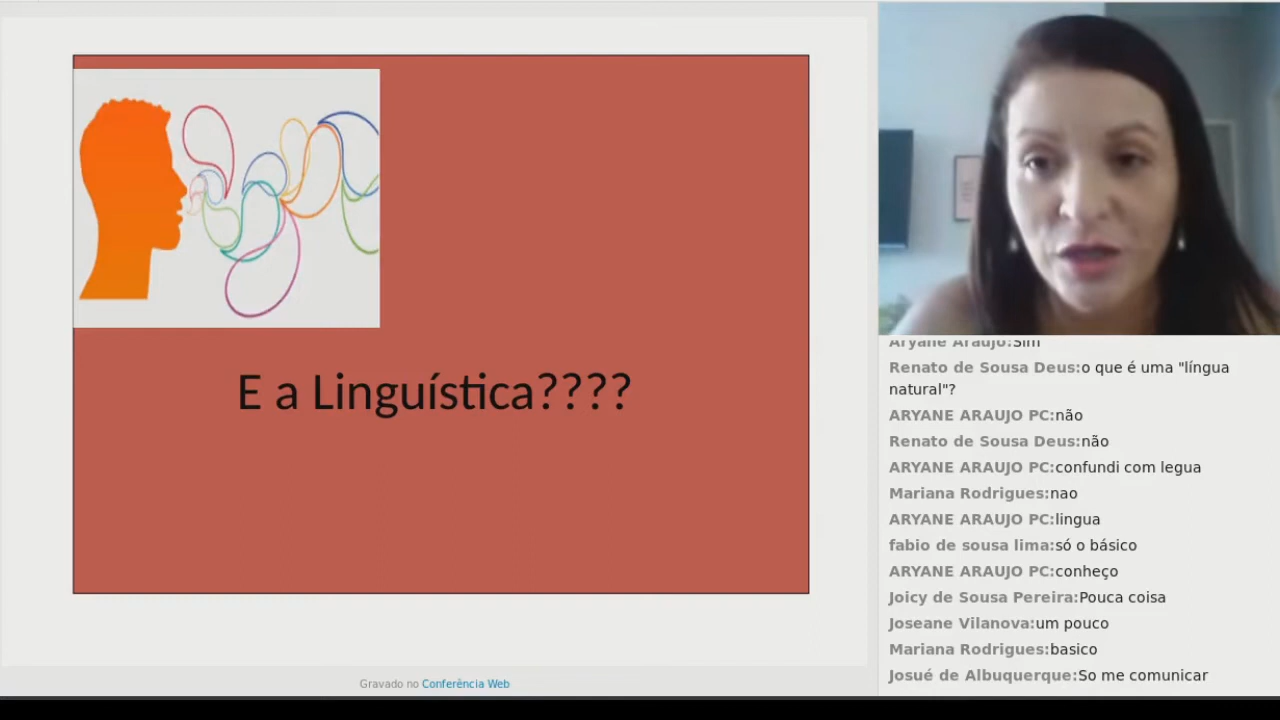 E a Linguística????
Gravado no Conferência Web
Aryane Araujo:Sim
Renato de Sousa Deus:o que é uma "língua
natural"?
ARYANE ARAUJO PC:não
Renato de Sousa Deus:não
ARYANE ARAUJO PC:confundi com legua
Mariana Rodrigues:nao
ARYANE ARAUJO PC:lingua
fabio de sousa lima:só o básico
ARYANE ARAUJO PC:conheço
Joicy de Sousa Pereira:Pouca coisa
Joseane Vilanova:um pouco
Mariana Rodrigues:basico
Josué de Albuquerque:So me comunicar